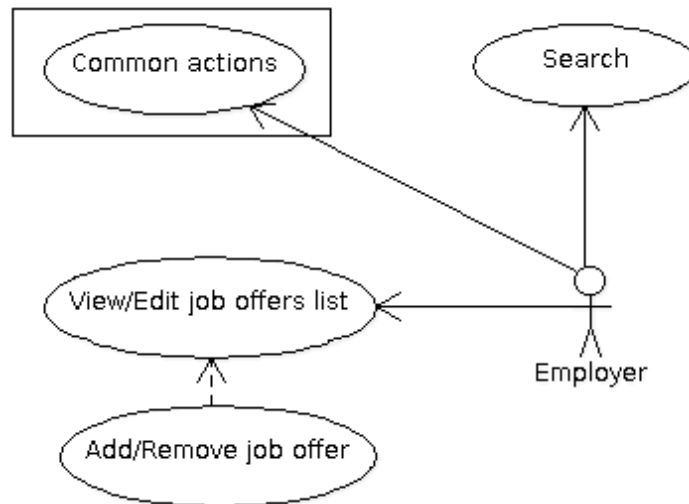 Common actions
Search
View/Edit job offers list
Employer
Add/Remove job offer